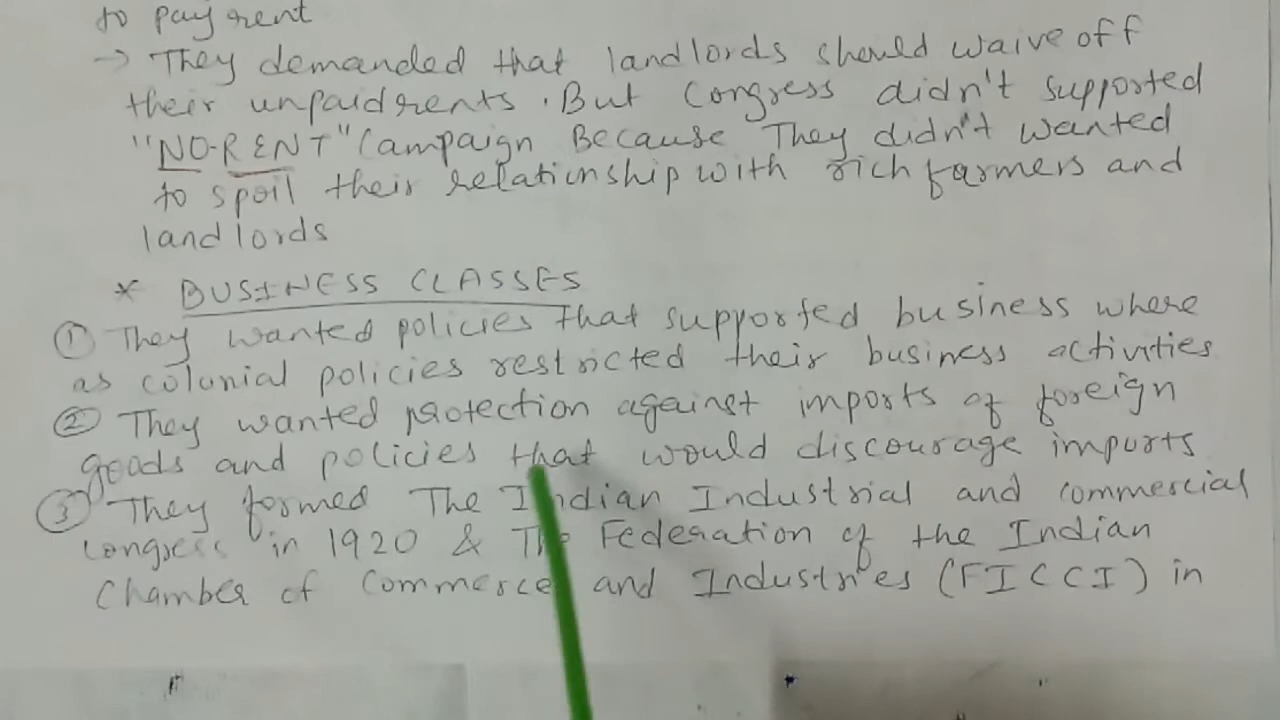 to pay rent
→ They demanded that landlords should waive off
their unpaid rents. But Congress didn't supported
"NO-RENT" Campaign Because They didn't wanted
to spoil their relationship with rich farmers and
landlords
* BUSINESS CLASSES
① They wanted policies that supported business where
as colonial policies restricted their business activities
② They wanted protection against imports of foreign
goods and policies that would discourage imports
③ They formed The Indian Industrial and commercial
Congress in 1920 & The Federation of the Indian
Chamber of Commerce and Industries (FICCI) in